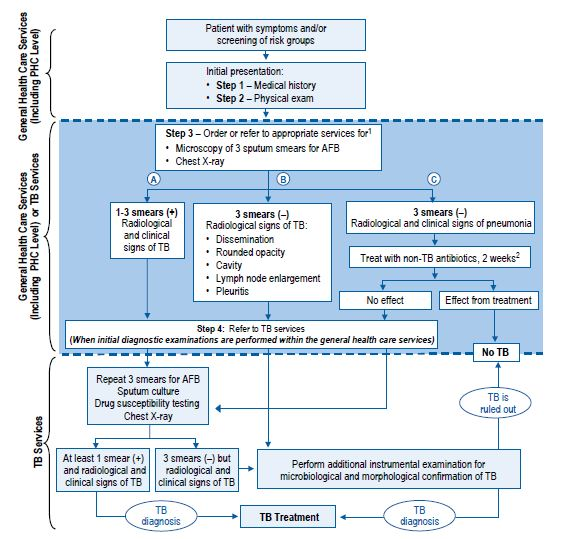 General Health Care Services
(Including PHC Level)
Patient with symptoms and/or
screening of risk groups
Initial presentation:
• Step 1 – Medical history
• Step 2 – Physical exam
General Health Care Services
(Including PHC Level) or TB Services
Step 3 – Order or refer to appropriate services for1
• Microscopy of 3 sputum smears for AFB
• Chest X-ray
A
B
C
1-3 smears (+)
Radiological
and clinical
signs of TB
3 smears (–)
Radiological signs of TB:
• Dissemination
• Rounded opacity
• Cavity
• Lymph node enlargement
• Pleuritis
3 smears (–)
Radiological and clinical signs of pneumonia
Treat with non-TB antibiotics, 2 weeks2
No effect
Effect from treatment
Step 4: Refer to TB services
(When initial diagnostic examinations are performed within the general health care services)
No TB
TB Services
Repeat 3 smears for AFB
Sputum culture
Drug susceptibility testing
Chest X-ray
TB is
ruled out
At least 1 smear (+)
and radiological and
clinical signs of TB
3 smears (–) but
radiological and
clinical signs of TB
Perform additional instrumental examination for
microbiological and morphological confirmation of TB
TB
diagnosis
TB Treatment
TB
diagnosis